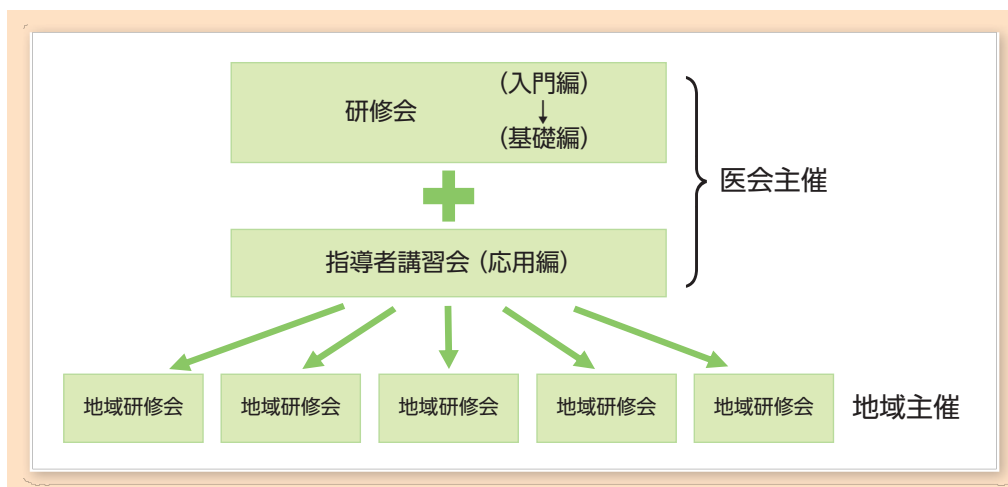 研修会
(入門編)
(基礎編)
医会主催
指導者講習会(応用編)
地域研修会
地域研修会
地域研修会
地域研修会
地域研修会
地域主催